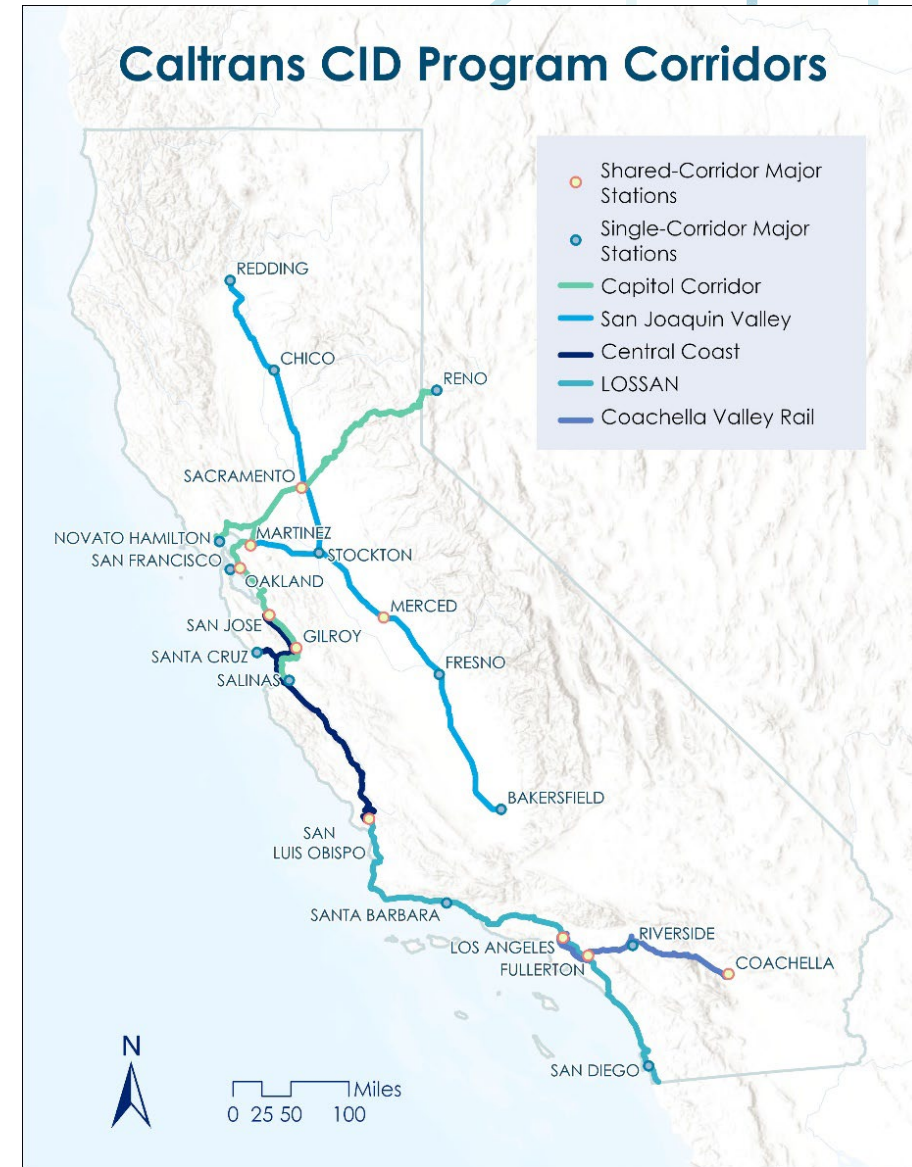 Caltrans CID Program Corridors
Shared-Corridor Major
Stations
Single-Corridor Major
Stations
Capitol Corridor
San Joaquin Valley
Central Coast
LOSSAN
Coachella Valley Rail
REDDING
CHICO
RENO
SACRAMENTO
NOVATO HAMILTON
MARTINEZ
SAN FRANCISCO
STOCKTON
OAKLAND
MERCED
SAN JOSE
GILROY
SANTA CRUZ
FRESNO
SALINAS
BAKERSFIELD
SAN
LUIS OBISPO
SANTA BARBARA
LOS ANGELES
RIVERSIDE
FULLERTON
COACHELLA
SAN DIEGO
N
Miles
0 25 50 100